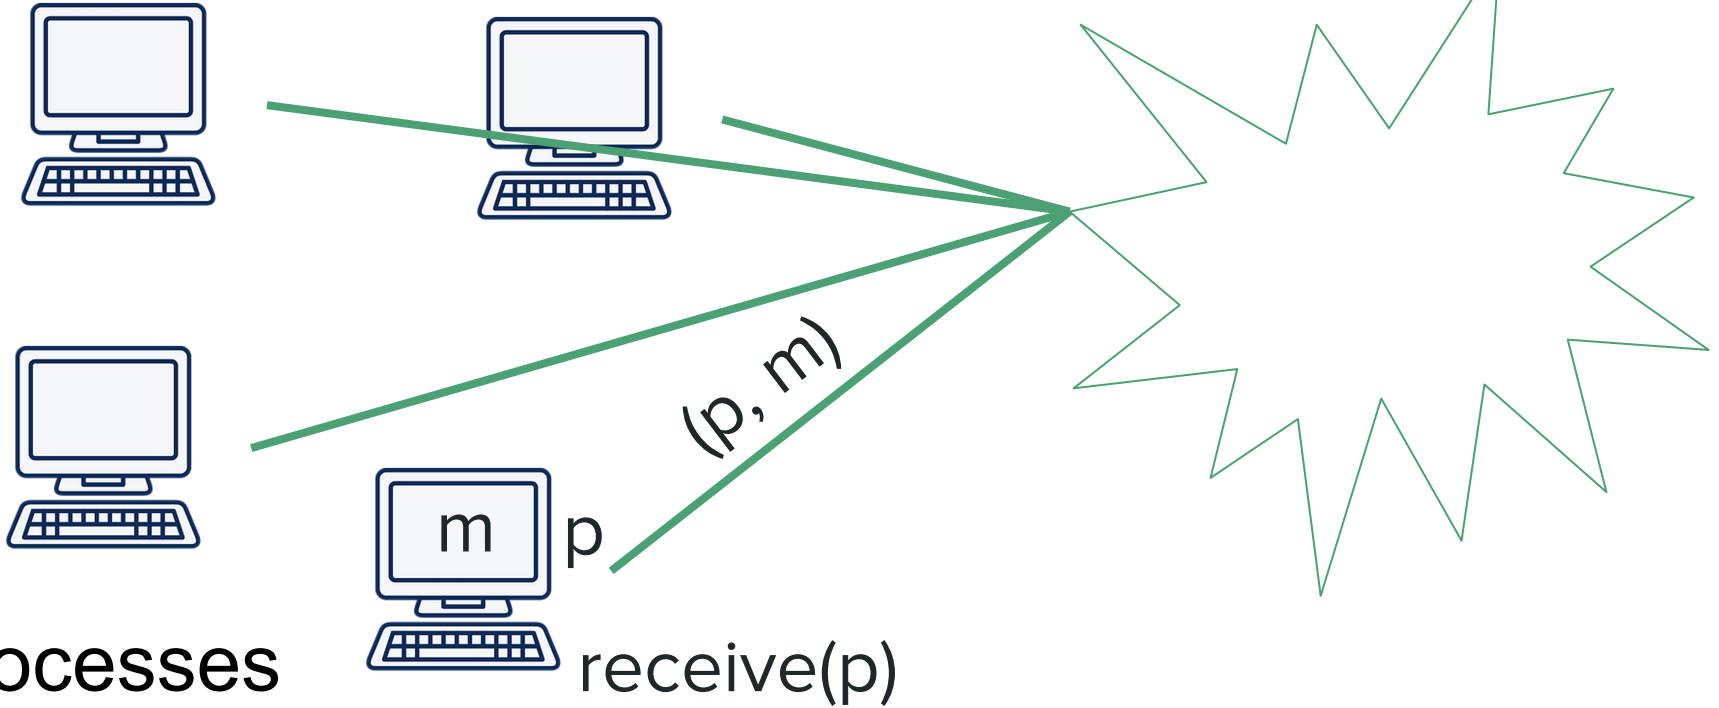 (p, m)
m
p
ocesses
receive(p)